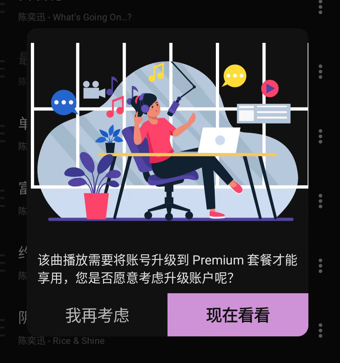 陈奕迅 - What's Going On...?
该曲播放需要将账号升级到 Premium 套餐才能
享用，您是否愿意考虑升级账户呢?
我再考虑
现在看看
陈奕迅 - Rice & Shine